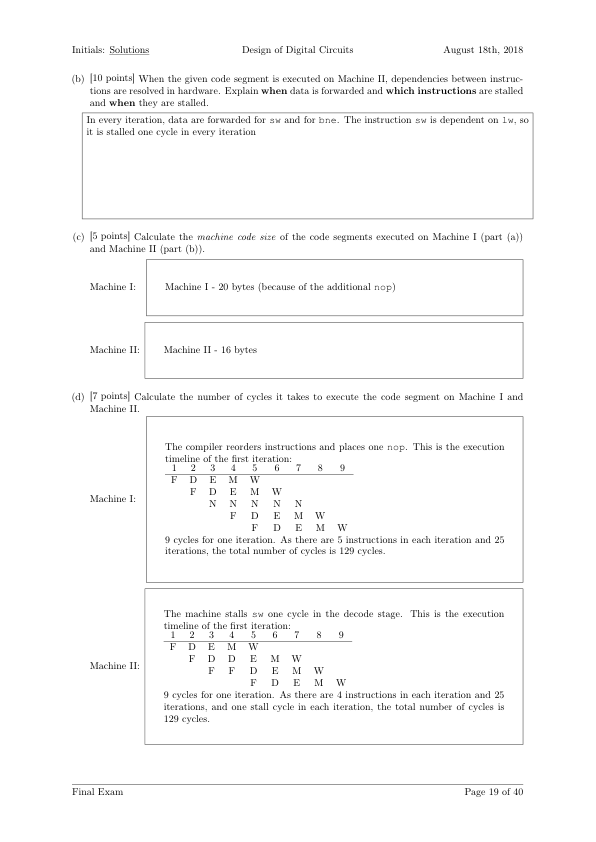 Initials: Solutions Design of Digital Circuits August 18th, 2018
(b) [10 points] When the given code segment is executed on Machine II, dependencies between instruc-
tions are resolved in hardware. Explain when data is forwarded and which instructions are stalled
and when they are stalled.
In every iteration, data are forwarded for sw and for bne. The instruction sw is dependent on lw, so
it is stalled one cycle in every iteration
(c) [5 points] Calculate the machine code size of the code segments executed on Machine I (part (a))
and Machine II (part (b)).
Machine I: Machine I - 20 bytes (because of the additional nop)
Machine II: Machine II - 16 bytes
(d) [7 points] Calculate the number of cycles it takes to execute the code segment on Machine I and
Machine II.
The compiler reorders instructions and places one nop. This is the execution
timeline of the first iteration:
1 2 3 4 5 6 7 8 9
F D E M W
F D E M W
Machine I: N N N N N
F D E M W
F D E M W
9 cycles for one iteration. As there are 5 instructions in each iteration and 25
iterations, the total number of cycles is 129 cycles.
The machine stalls sw one cycle in the decode stage. This is the execution
timeline of the first iteration:
1 2 3 4 5 6 7 8 9
F D E M W
F D D E M W
Machine II: F F D E M W
F D E M W
9 cycles for one iteration. As there are 4 instructions in each iteration and 25
iterations, and one stall cycle in each iteration, the total number of cycles is
129 cycles.
Final Exam Page 19 of 40